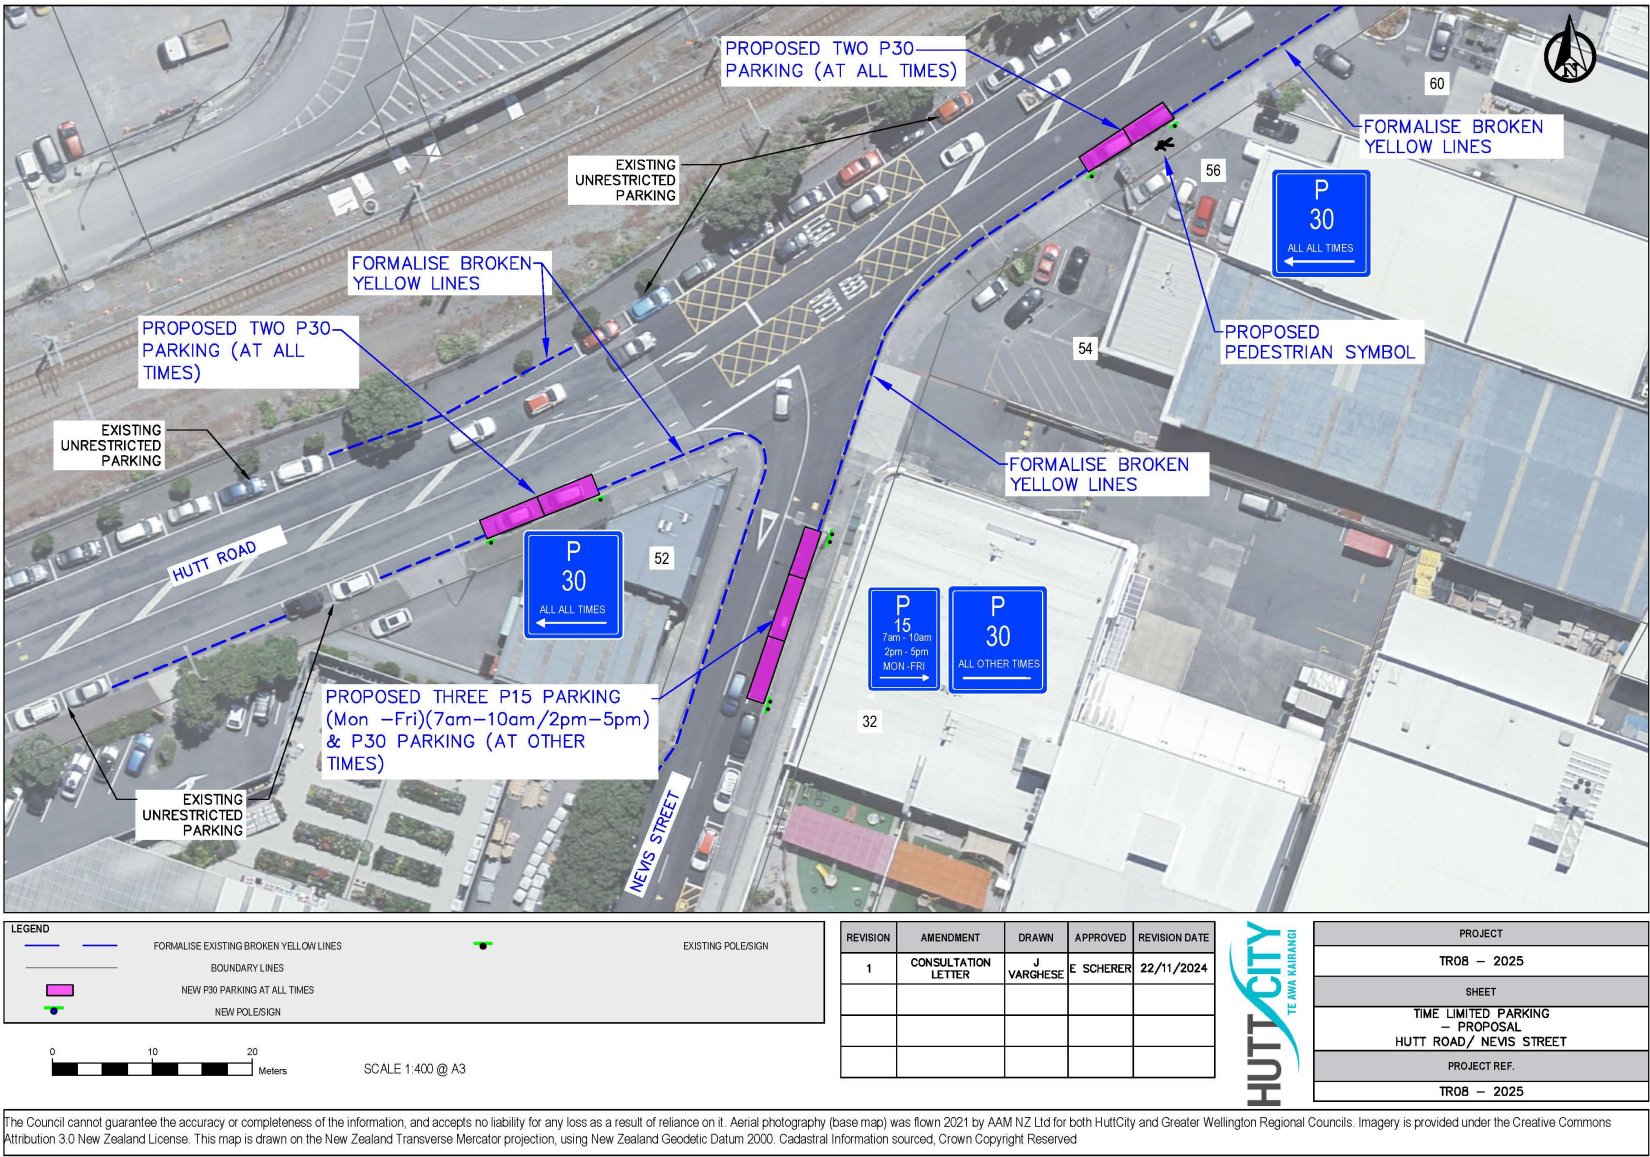 PROPOSED TWO P30
PARKING (AT ALL TIMES)
60
FORMALISE BROKEN
YELLOW LINES
N
EXISTING
UNRESTRICTED
PARKING
56
P
30
ALL ALL TIMES
CLEAR
KEEP
CLEAR
FORMALISE BROKEN
YELLOW LINES
PROPOSED TWO P30
PARKING (AT ALL
TIMES)
PROPOSED
PEDESTRIAN SYMBOL
54
EXISTING
UNRESTRICTED
PARKING
FORMALISE BROKEN
YELLOW LINES
HUTT ROAD
P
30
ALL ALL TIMES
52
P
15
7am - 10am
2pm - 5pm
MON -FRI
P
30
ALL OTHER TIMES
PROPOSED THREE P15 PARKING
(Mon -Fri)(7am-10am/2pm-5pm)
& P30 PARKING (AT OTHER
TIMES)
32
EXISTING
UNRESTRICTED
PARKING
NEVIS STREET
LEGEND
FORMALISE EXISTING BROKEN YELLOW LINES
EXISTING POLE/SIGN
BOUNDARY LINES
NEW P30 PARKING AT ALL TIMES
NEW POLE/SIGN
0 10 20
Meters
SCALE 1:400 @ A3
REVISION AMENDMENT DRAWN APPROVED REVISION DATE
1 CONSULTATION LETTER J VARGHESE E SCHERER 22/11/2024
HUTT CITY
TE AWA KAIRANGI
PROJECT
TR08 - 2025
SHEET
TIME LIMITED PARKING
- PROPOSAL
HUTT ROAD/ NEVIS STREET
PROJECT REF.
TR08 - 2025
The Council cannot guarantee the accuracy or completeness of the information, and accepts no liability for any loss as a result of reliance on it. Aerial photography (base map) was flown 2021 by AAM NZ Ltd for both HuttCity and Greater Wellington Regional Councils. Imagery is provided under the Creative Commons
Attribution 3.0 New Zealand License. This map is drawn on the New Zealand Transverse Mercator projection, using New Zealand Geodetic Datum 2000. Cadastral Information sourced, Crown Copyright Reserved